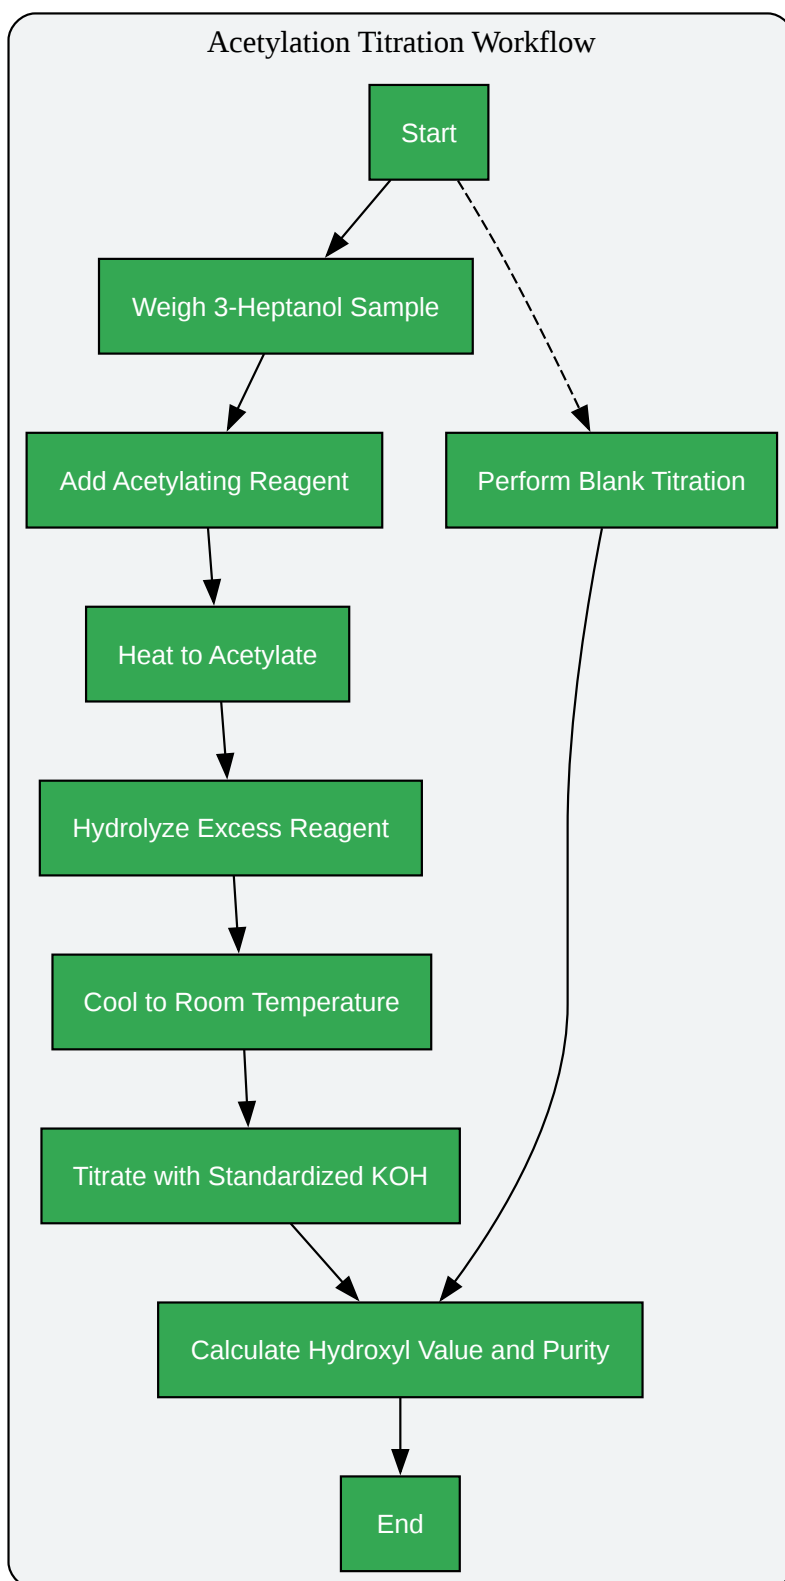 Acetylation Titration Workflow
Start
Weigh 3-Heptanol Sample
Add Acetylating Reagent
Perform Blank Titration
Heat to Acetylate
Hydrolyze Excess Reagent
Cool to Room Temperature
Titrate with Standardized KOH
Calculate Hydroxyl Value and Purity
End